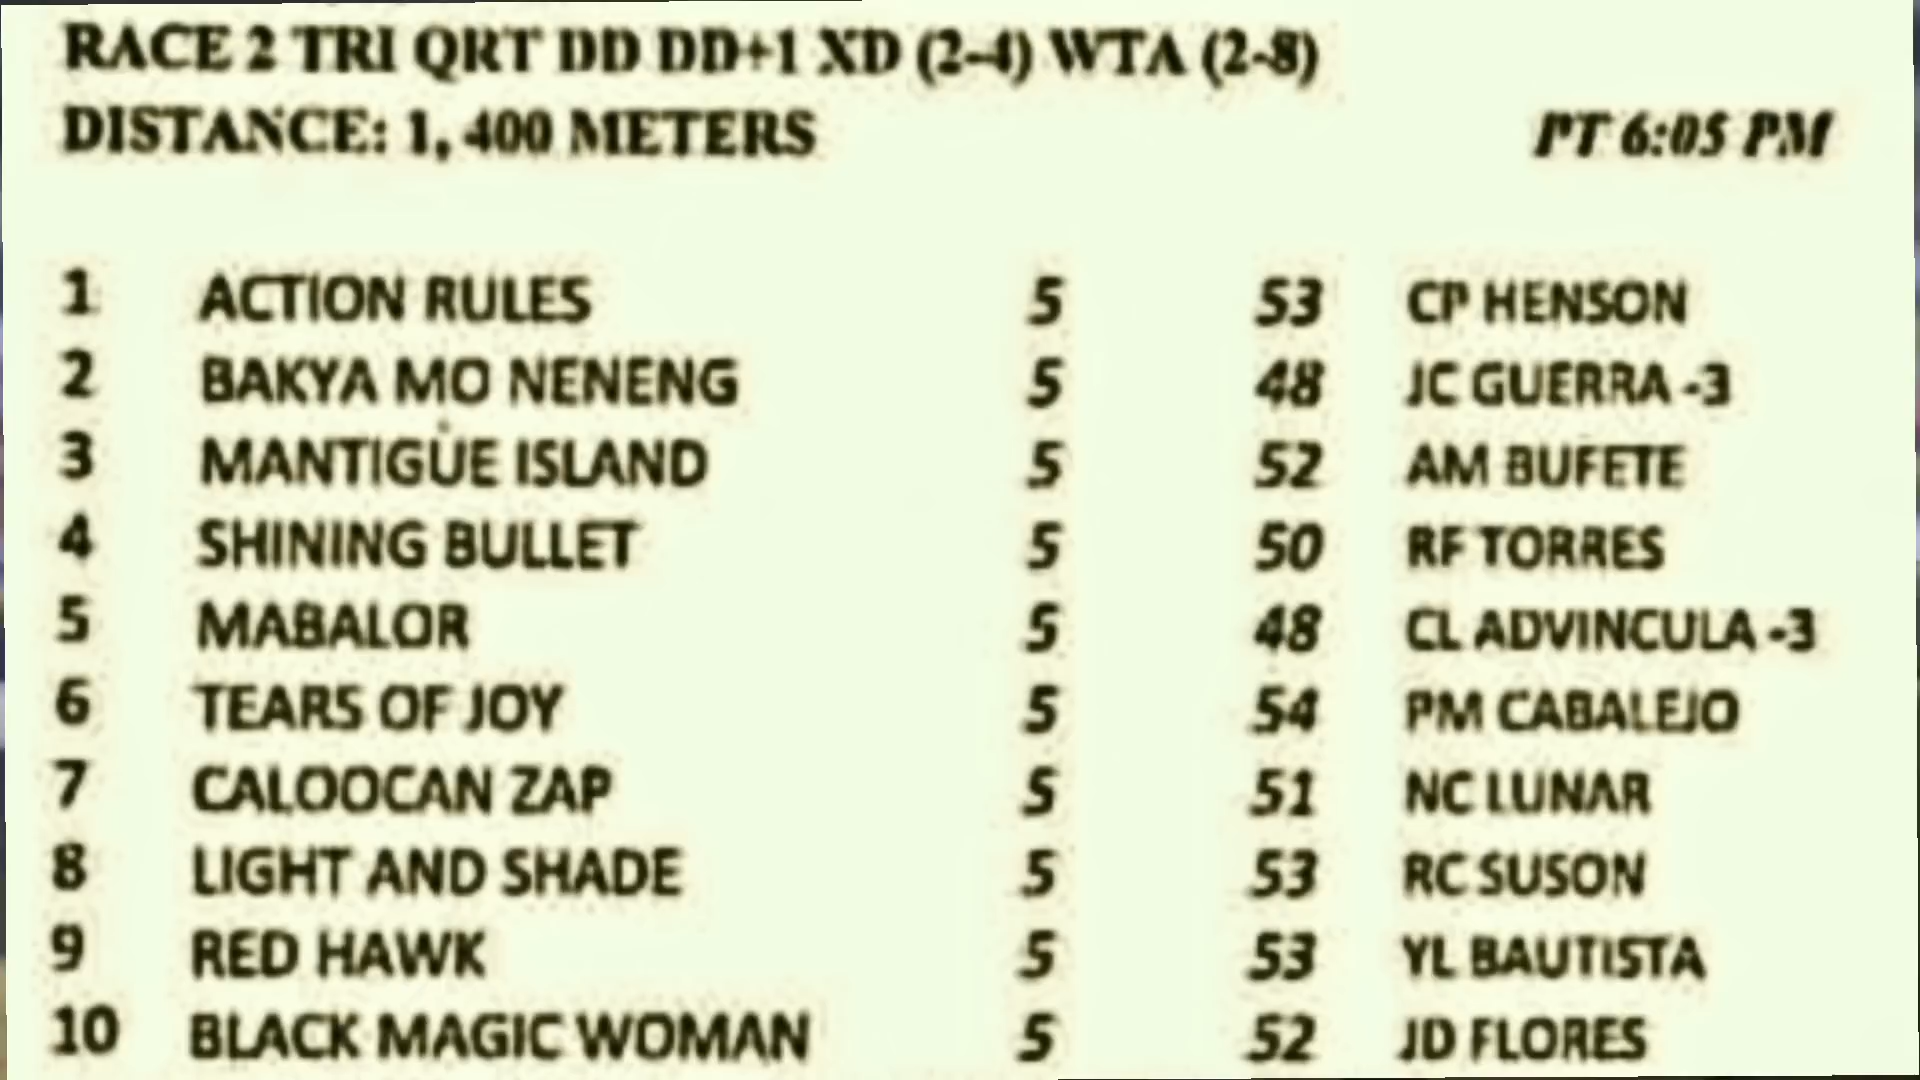 RACE 2 TRI QRT DD DD+1 XD (2-4) WTA (2-8)
DISTANCE: 1, 400 METERS PT 6:05 PM
1 ACTION RULES 5 53 CP HENSON
2 BAKYA MO NENENG 5 48 JC GUERRA -3
3 MANTIGUE ISLAND 5 52 AM BUFETE
4 SHINING BULLET 5 50 RF TORRES
5 MABALOR 5 48 CL ADVINCULA -3
6 TEARS OF JOY 5 54 PM CABALEJO
7 CALOOCAN ZAP 5 51 NC LUNAR
8 LIGHT AND SHADE 5 53 RC SUSON
9 RED HAWK 5 53 YL BAUTISTA
10 BLACK MAGIC WOMAN 5 52 JD FLORES